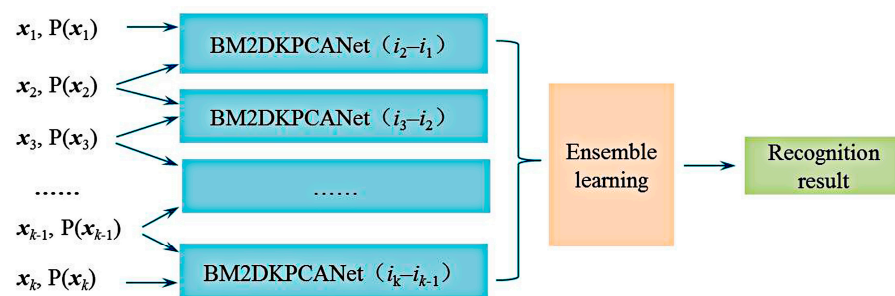 x1, P(x1)
x2, P(x2)
x3, P(x3)
……
xk-1, P(xk-1)
xk, P(xk)
BM2DKPCANet（i2–i1）
BM2DKPCANet（i3–i2）
……
BM2DKPCANet（ik–ik-1）
Ensemble
learning
Recognition
result